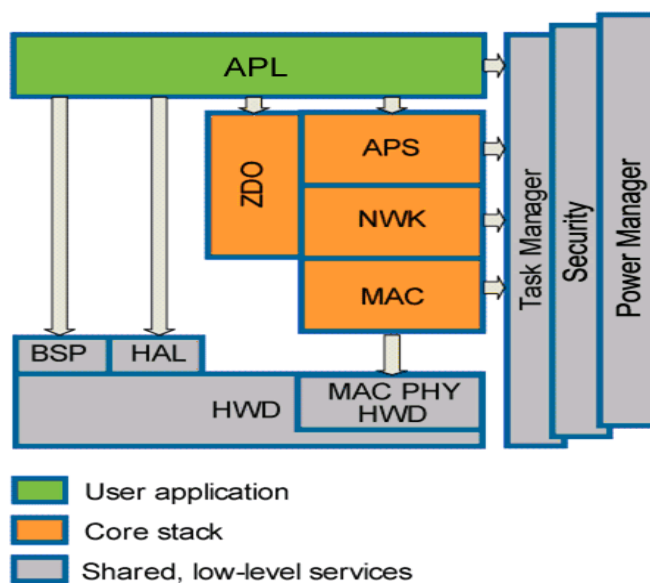 APL
ZDO
APS
NWK
MAC
BSP
HAL
HWD
MAC PHY
HWD
Task Manager
Security
Power Manager
User application
Core stack
Shared, low-level services